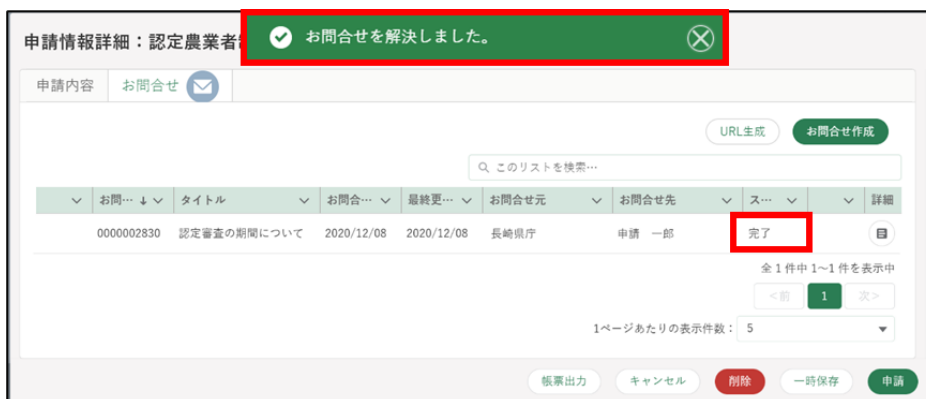 お問合せを解決しました。
申請情報詳細：認定農業者
申請内容 お問合せ
URL生成 お問合せ作成
このリストを検索…
お問… ↓ タイトル お問合… 最終更… お問合せ元 お問合せ先 ス… 詳細
0000002830 認定審査の期間について 2020/12/08 2020/12/08 長崎県庁 申請 一郎 完了
全 1 件中 1～1 件を表示中
<前 1 次>
1ページあたりの表示件数： 5
帳票出力 キャンセル 削除 一時保存 申請